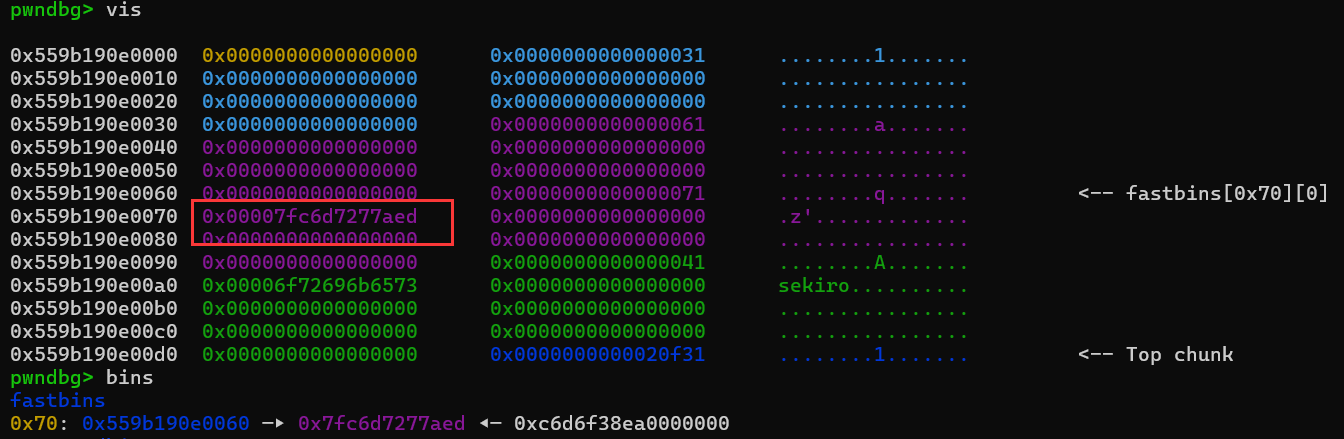 pwndbg> vis
0x559b190e0000 0x0000000000000000 0x0000000000000031 ........1.......
0x559b190e0010 0x0000000000000000 0x0000000000000000 ................
0x559b190e0020 0x0000000000000000 0x0000000000000000 ................
0x559b190e0030 0x0000000000000000 0x0000000000000061 ........a.......
0x559b190e0040 0x0000000000000000 0x0000000000000000 ................
0x559b190e0050 0x0000000000000000 0x0000000000000000 ................
0x559b190e0060 0x0000000000000000 0x0000000000000071 ........q....... <-- fastbins[0x70][0]
0x559b190e0070 0x00007fc6d7277aed 0x0000000000000000 .z'.............
0x559b190e0080 0x0000000000000000 0x0000000000000000 ................
0x559b190e0090 0x0000000000000000 0x0000000000000041 ........A.......
0x559b190e00a0 0x00006f72696b6573 0x0000000000000000 sekiro..........
0x559b190e00b0 0x0000000000000000 0x0000000000000000 ................
0x559b190e00c0 0x0000000000000000 0x0000000000000000 ................
0x559b190e00d0 0x0000000000000000 0x0000000000020f31 ........1....... <-- Top chunk
pwndbg> bins
fastbins
0x70: 0x559b190e0060 —▸ 0x7fc6d7277aed ◂— 0xc6d6f38ea0000000